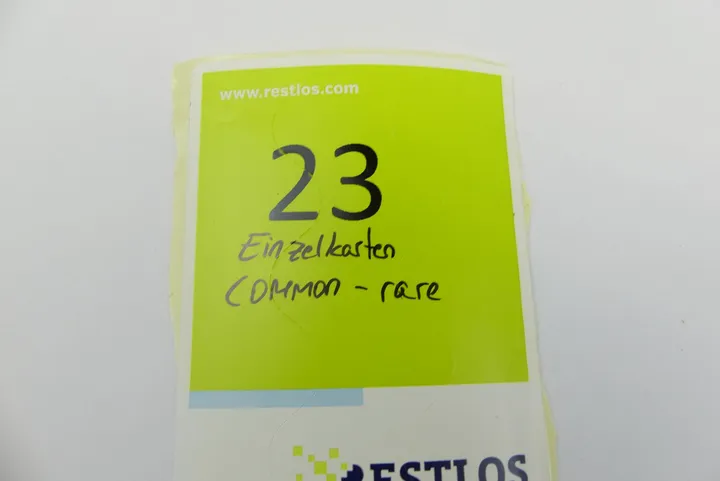 www.restlos.com
23
Einzelkarten
COMMON - rare
RESTLOS